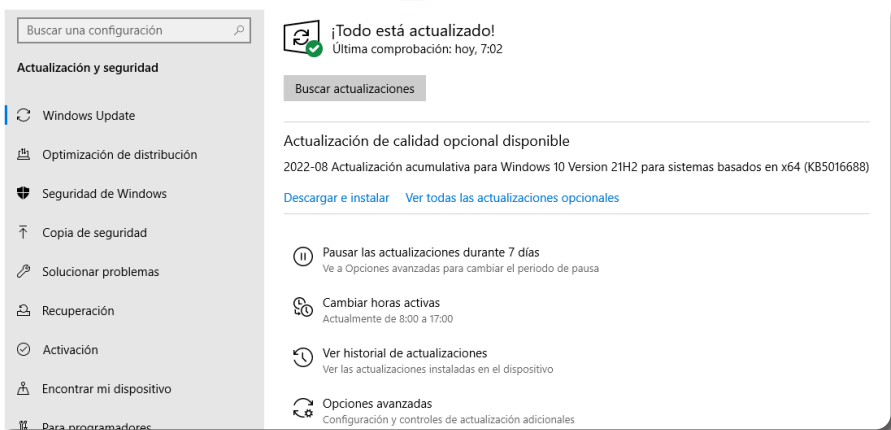 Buscar una configuración
Actualización y seguridad
Windows Update
Optimización de distribución
Seguridad de Windows
Copia de seguridad
Solucionar problemas
Recuperación
Activación
Encontrar mi dispositivo
Para programadores
¡Todo está actualizado!
Última comprobación: hoy, 7:02
Buscar actualizaciones
Actualización de calidad opcional disponible
2022-08 Actualización acumulativa para Windows 10 Version 21H2 para sistemas basados en x64 (KB5016688)
Descargar e instalar Ver todas las actualizaciones opcionales
Pausar las actualizaciones durante 7 días
Ve a Opciones avanzadas para cambiar el periodo de pausa
Cambiar horas activas
Actualmente de 8:00 a 17:00
Ver historial de actualizaciones
Ver las actualizaciones instaladas en el dispositivo
Opciones avanzadas
Configuración y controles de actualización adicionales